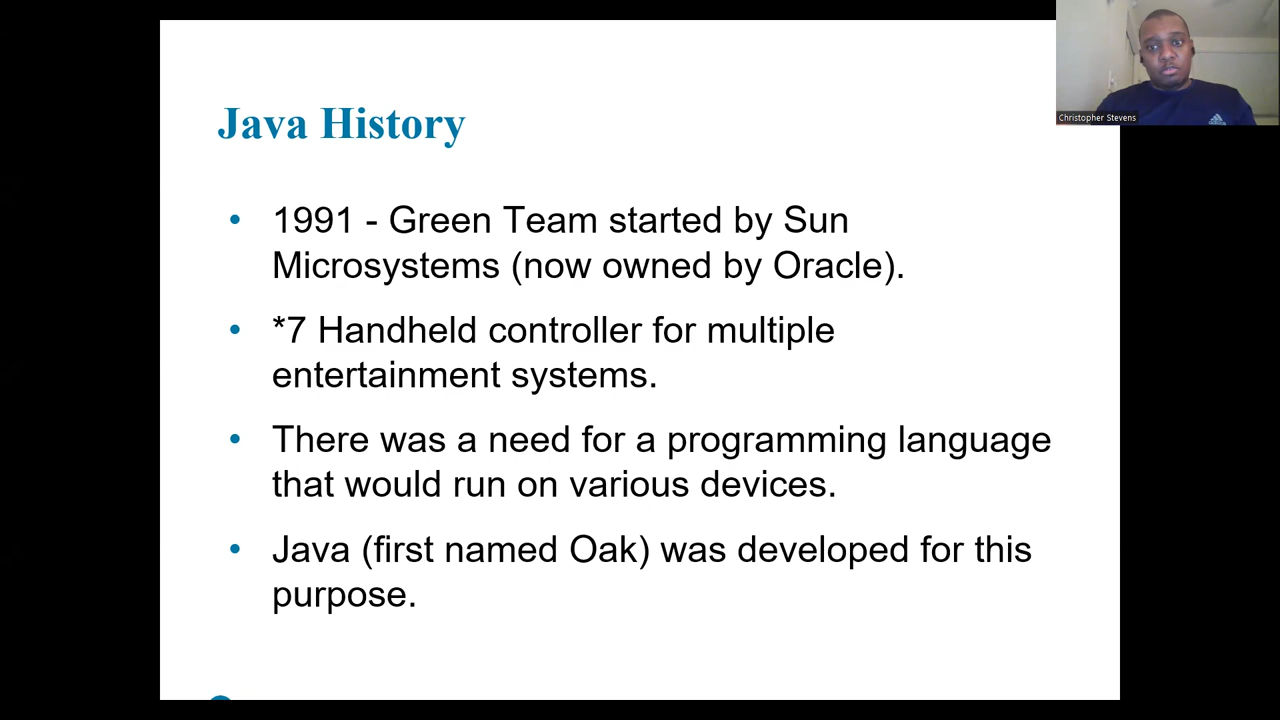 Java History
• 1991 - Green Team started by Sun
Microsystems (now owned by Oracle).
• *7 Handheld controller for multiple
entertainment systems.
• There was a need for a programming language
that would run on various devices.
• Java (first named Oak) was developed for this
purpose.
Christopher Stevens